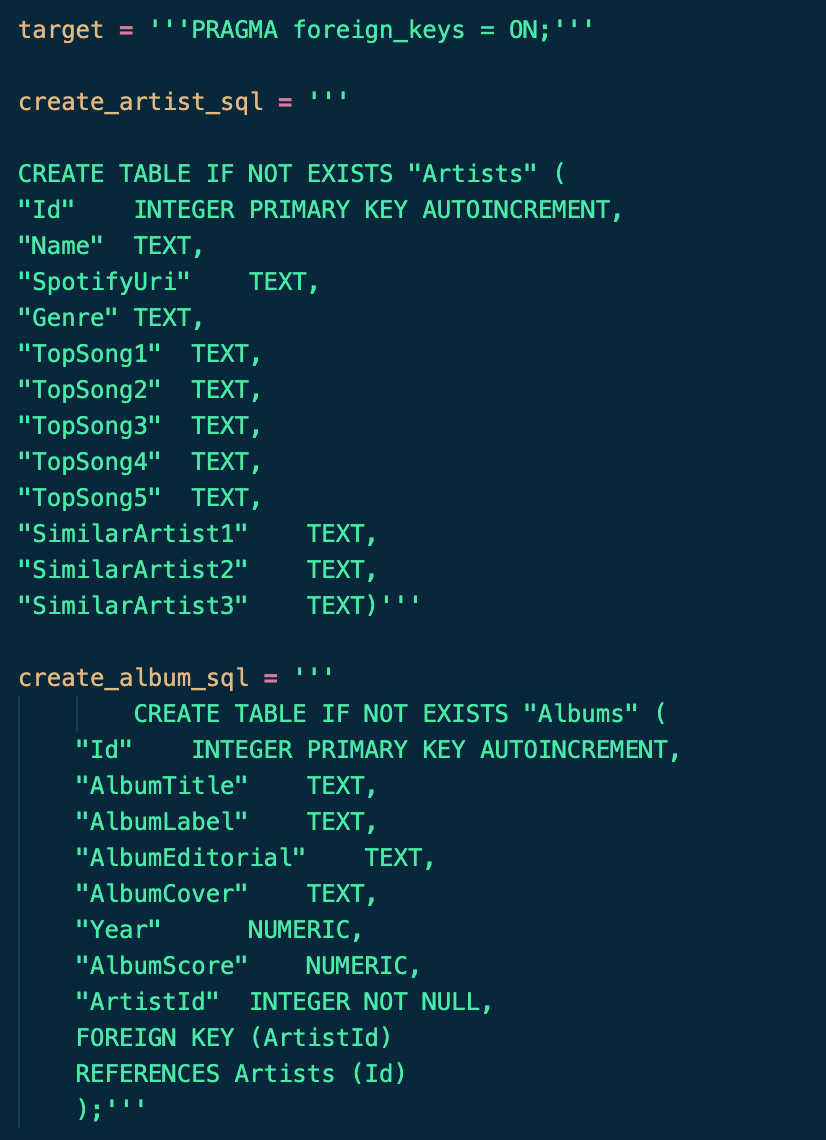 target = '''PRAGMA foreign_keys = ON;'''
create_artist_sql = '''
CREATE TABLE IF NOT EXISTS "Artists" (
"Id"    INTEGER PRIMARY KEY AUTOINCREMENT,
"Name"  TEXT,
"SpotifyUri"    TEXT,
"Genre" TEXT,
"TopSong1"  TEXT,
"TopSong2"  TEXT,
"TopSong3"  TEXT,
"TopSong4"  TEXT,
"TopSong5"  TEXT,
"SimilarArtist1"    TEXT,
"SimilarArtist2"    TEXT,
"SimilarArtist3"    TEXT)'''
create_album_sql = '''
        CREATE TABLE IF NOT EXISTS "Albums" (
    "Id"    INTEGER PRIMARY KEY AUTOINCREMENT,
    "AlbumTitle"    TEXT,
    "AlbumLabel"    TEXT,
    "AlbumEditorial"    TEXT,
    "AlbumCover"    TEXT,
    "Year"      NUMERIC,
    "AlbumScore"    NUMERIC,
    "ArtistId"  INTEGER NOT NULL,
    FOREIGN KEY (ArtistId)
    REFERENCES Artists (Id)
    );'''